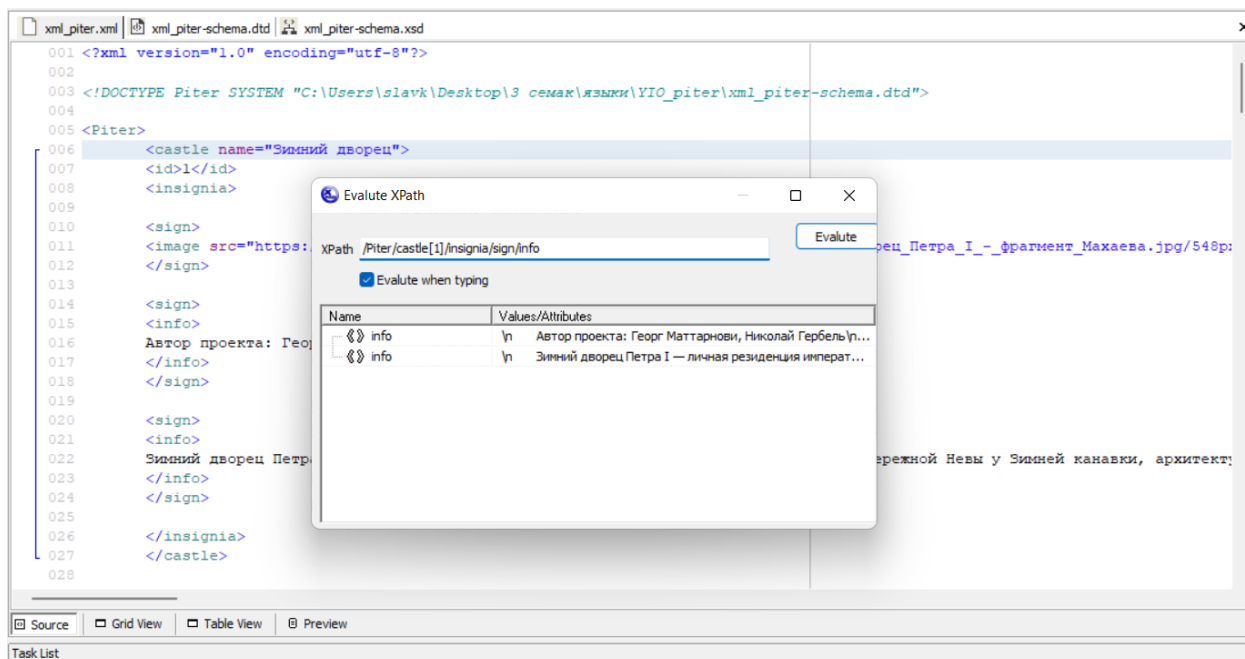 xml_piter.xml xml_piter-schema.dtd xml_piter-schema.xsd
001 <?xml version="1.0" encoding="utf-8"?>
002
003 <!DOCTYPE Piter SYSTEM "C:\Users\slavk\Desktop\3 семак\языки\YIO_piter\xml_piter-schema.dtd">
004
005 <Piter>
006 <castle name="Зимний дворец">
007 <id>1</id>
008 <insignia>
009
010 <sign>
011 <image src="https: рец_Петра_I_-_фрагмент_Махаева.jpg/548px
012 </sign>
013
014 <sign>
015 <info>
016 Автор проекта: Геор
017 </info>
018 </sign>
019
020 <sign>
021 <info>
022 Зимний дворец Петра ережной Невы у Зимней канавки, архитекту
023 </info>
024 </sign>
025
026 </insignia>
027 </castle>
028
Evalute XPath
XPath /Piter/castle[1]/insignia/sign/info Evalute
Evalute when typing
Name Values/Attributes
info \n Автор проекта: Георг Маттарнови, Николай Гербель\n...
info \n Зимний дворец Петра I — личная резиденция императ...
Source Grid View Table View Preview
Task List